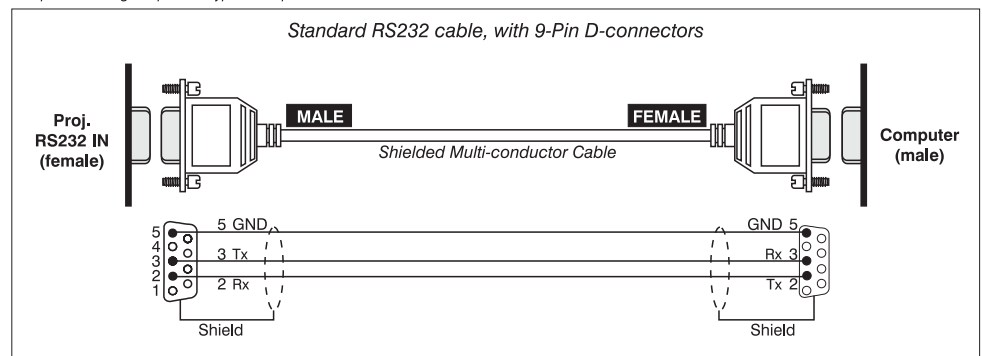 Standard RS232 cable, with 9-Pin D-connectors
Proj.
RS232 IN
(female)
MALE
FEMALE
Shielded Multi-conductor Cable
Computer
(male)
5 5 GND GND 5
4
3 3 Tx Rx 3
2 2 Rx Tx 2
1
Shield Shield